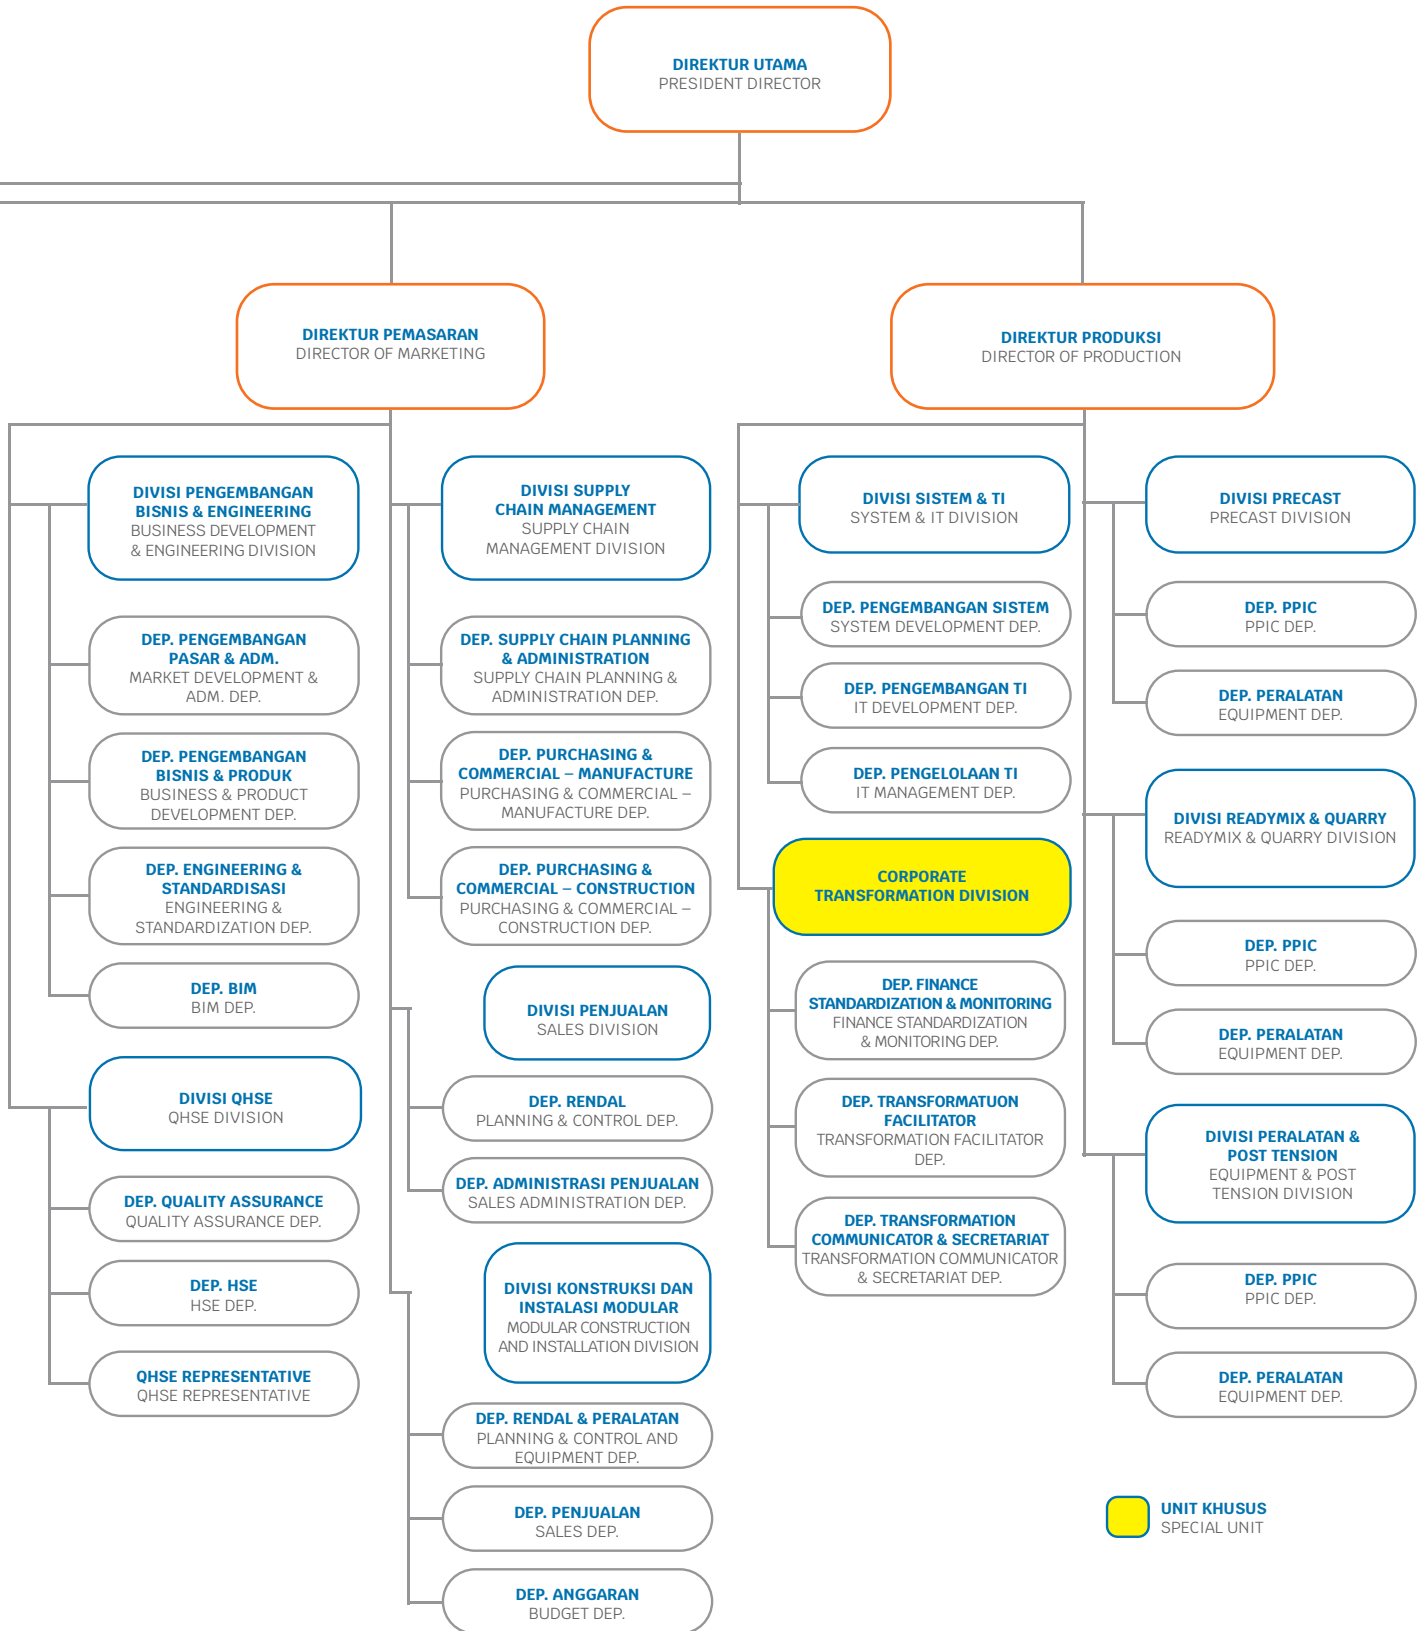 DIREKTUR UTAMA
PRESIDENT DIRECTOR
DIREKTUR PEMASARAN
DIRECTOR OF MARKETING
DIREKTUR PRODUKSI
DIRECTOR OF PRODUCTION
DIVISI PENGEMBANGAN
BISNIS & ENGINEERING
BUSINESS DEVELOPMENT
& ENGINEERING DIVISION
DEP. PENGEMBANGAN
PASAR & ADM.
MARKET DEVELOPMENT &
ADM. DEP.
DEP. PENGEMBANGAN
BISNIS & PRODUK
BUSINESS & PRODUCT
DEVELOPMENT DEP.
DEP. ENGINEERING &
STANDARDISASI
ENGINEERING &
STANDARDIZATION DEP.
DEP. BIM
BIM DEP.
DIVISI QHSE
QHSE DIVISION
DEP. QUALITY ASSURANCE
QUALITY ASSURANCE DEP.
DEP. HSE
HSE DEP.
QHSE REPRESENTATIVE
QHSE REPRESENTATIVE
DIVISI SUPPLY
CHAIN MANAGEMENT
SUPPLY CHAIN
MANAGEMENT DIVISION
DEP. SUPPLY CHAIN PLANNING
& ADMINISTRATION
SUPPLY CHAIN PLANNING &
ADMINISTRATION DEP.
DEP. PURCHASING &
COMMERCIAL – MANUFACTURE
PURCHASING & COMMERCIAL –
MANUFACTURE DEP.
DEP. PURCHASING &
COMMERCIAL – CONSTRUCTION
PURCHASING & COMMERCIAL –
CONSTRUCTION DEP.
DIVISI PENJUALAN
SALES DIVISION
DEP. RENDAL
PLANNING & CONTROL DEP.
DEP. ADMINISTRASI PENJUALAN
SALES ADMINISTRATION DEP.
DIVISI KONSTRUKSI DAN
INSTALASI MODULAR
MODULAR CONSTRUCTION
AND INSTALLATION DIVISION
DEP. RENDAL & PERALATAN
PLANNING & CONTROL AND
EQUIPMENT DEP.
DEP. PENJUALAN
SALES DEP.
DEP. ANGGARAN
BUDGET DEP.
DIVISI SISTEM & TI
SYSTEM & IT DIVISION
DEP. PENGEMBANGAN SISTEM
SYSTEM DEVELOPMENT DEP.
DEP. PENGEMBANGAN TI
IT DEVELOPMENT DEP.
DEP. PENGELOLAAN TI
IT MANAGEMENT DEP.
CORPORATE
TRANSFORMATION DIVISION
DEP. FINANCE
STANDARDIZATION & MONITORING
FINANCE STANDARDIZATION
& MONITORING DEP.
DEP. TRANSFORMATUON
FACILITATOR
TRANSFORMATION FACILITATOR
DEP.
DEP. TRANSFORMATION
COMMUNICATOR & SECRETARIAT
TRANSFORMATION COMMUNICATOR
& SECRETARIAT DEP.
DIVISI PRECAST
PRECAST DIVISION
DEP. PPIC
PPIC DEP.
DEP. PERALATAN
EQUIPMENT DEP.
DIVISI READYMIX & QUARRY
READYMIX & QUARRY DIVISION
DEP. PPIC
PPIC DEP.
DEP. PERALATAN
EQUIPMENT DEP.
DIVISI PERALATAN &
POST TENSION
EQUIPMENT & POST
TENSION DIVISION
DEP. PPIC
PPIC DEP.
DEP. PERALATAN
EQUIPMENT DEP.
UNIT KHUSUS
SPECIAL UNIT